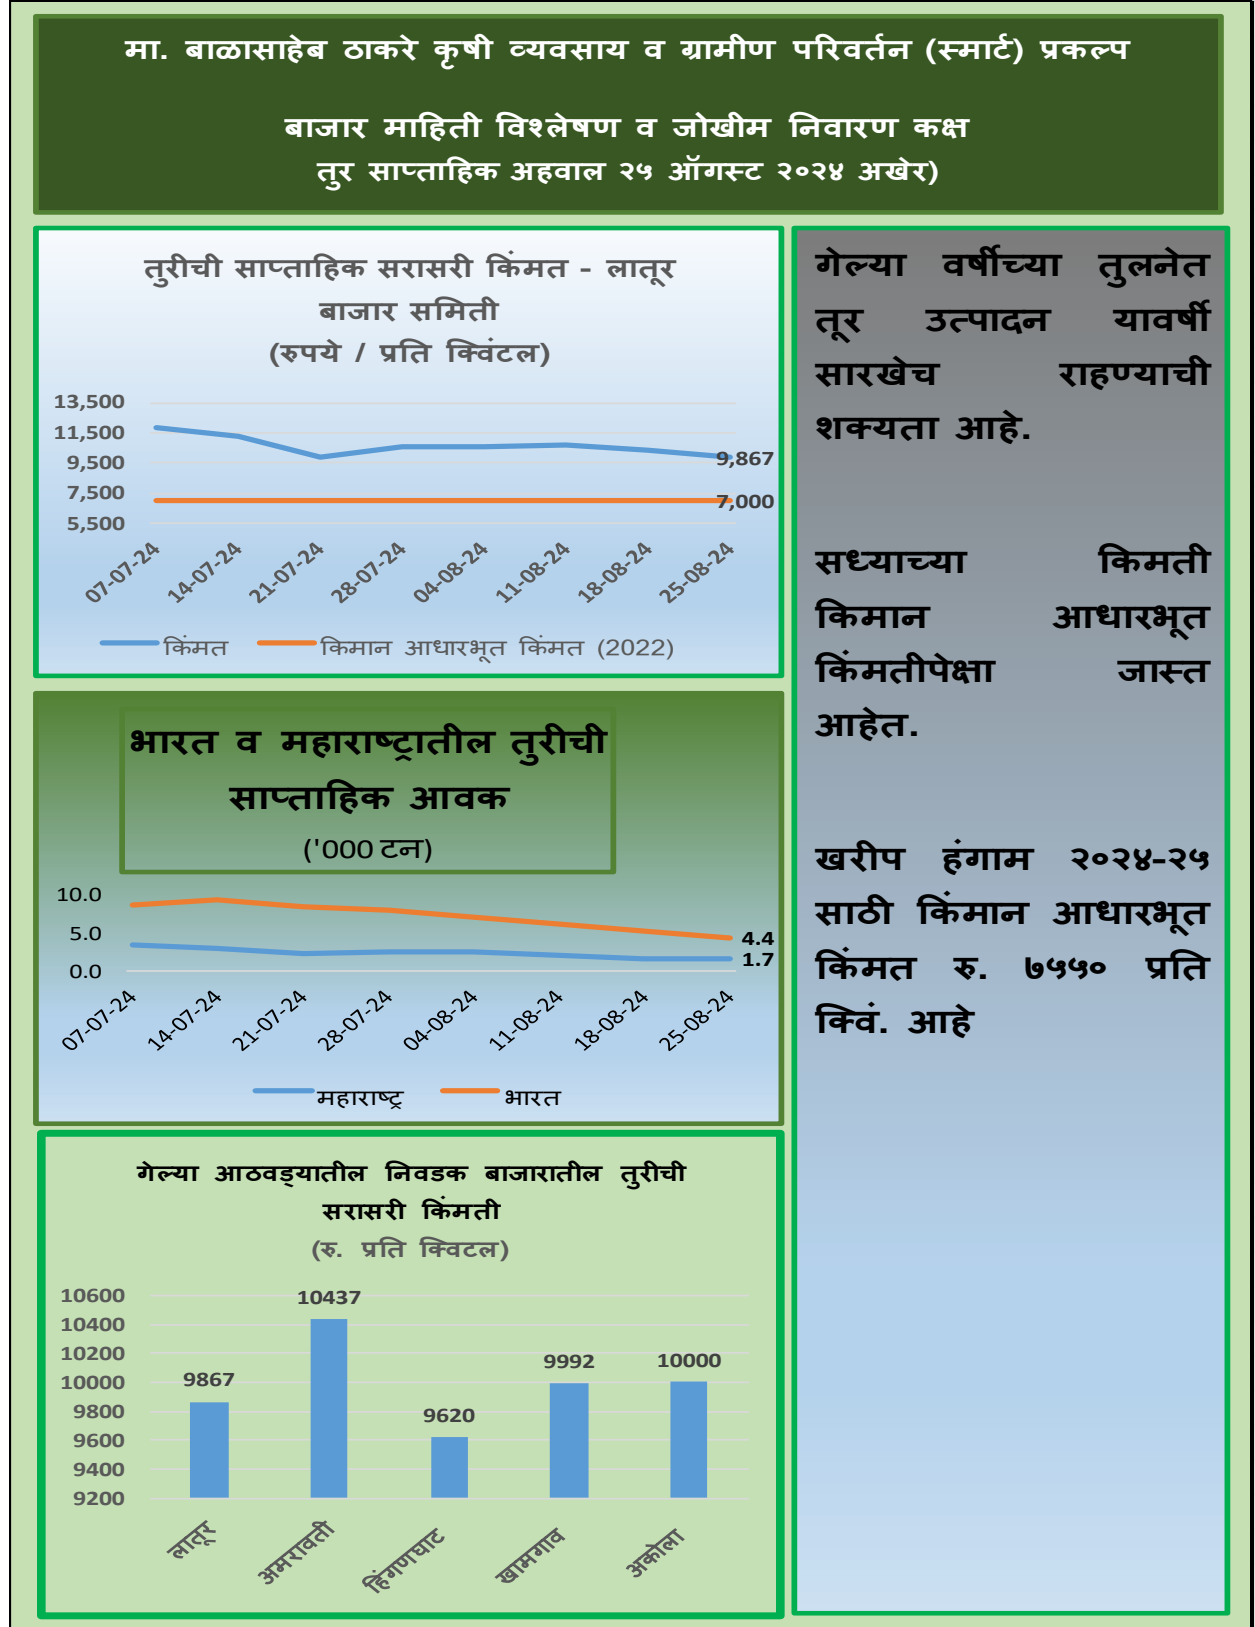 मा. बाळासाहेब ठाकरे कृषी व्यवसाय व ग्रामीण परिवर्तन (स्मार्ट) प्रकल्प
बाजार माहिती विश्लेषण व जोखीम निवारण कक्ष
तुर साप्ताहिक अहवाल २५ ऑगस्ट २०२४ अखेर)
तुरीची साप्ताहिक सरासरी किंमत - लातूर
बाजार समिती
(रुपये / प्रति क्विंटल)
13,500
11,500
9,500
7,500
5,500
9,867
7,000
07-07-24
14-07-24
21-07-24
28-07-24
04-08-24
11-08-24
18-08-24
25-08-24
किंमत
किमान आधारभूत किंमत (2022)
भारत व महाराष्ट्रातील तुरीची
साप्ताहिक आवक
('000 टन)
10.0
5.0
0.0
4.4
1.7
07-07-24
14-07-24
21-07-24
28-07-24
04-08-24
11-08-24
18-08-24
25-08-24
महाराष्ट्र
भारत
गेल्या आठवड्यातील निवडक बाजारातील तुरीची
सरासरी किंमती
(रु. प्रति क्विटल)
10600
10400
10200
10000
9800
9600
9400
9200
9867
10437
9620
9992
10000
लातूर
अमरावती
हिंगणघाट
खामगाव
अकोला
गेल्या वर्षीच्या तुलनेत
तूर उत्पादन यावर्षी
सारखेच राहण्याची
शक्यता आहे.
सध्याच्या किमती
किमान आधारभूत
किंमतीपेक्षा जास्त
आहेत.
खरीप हंगाम २०२४-२५
साठी किंमान आधारभूत
किंमत रु. ७५५० प्रति
क्विं. आहे